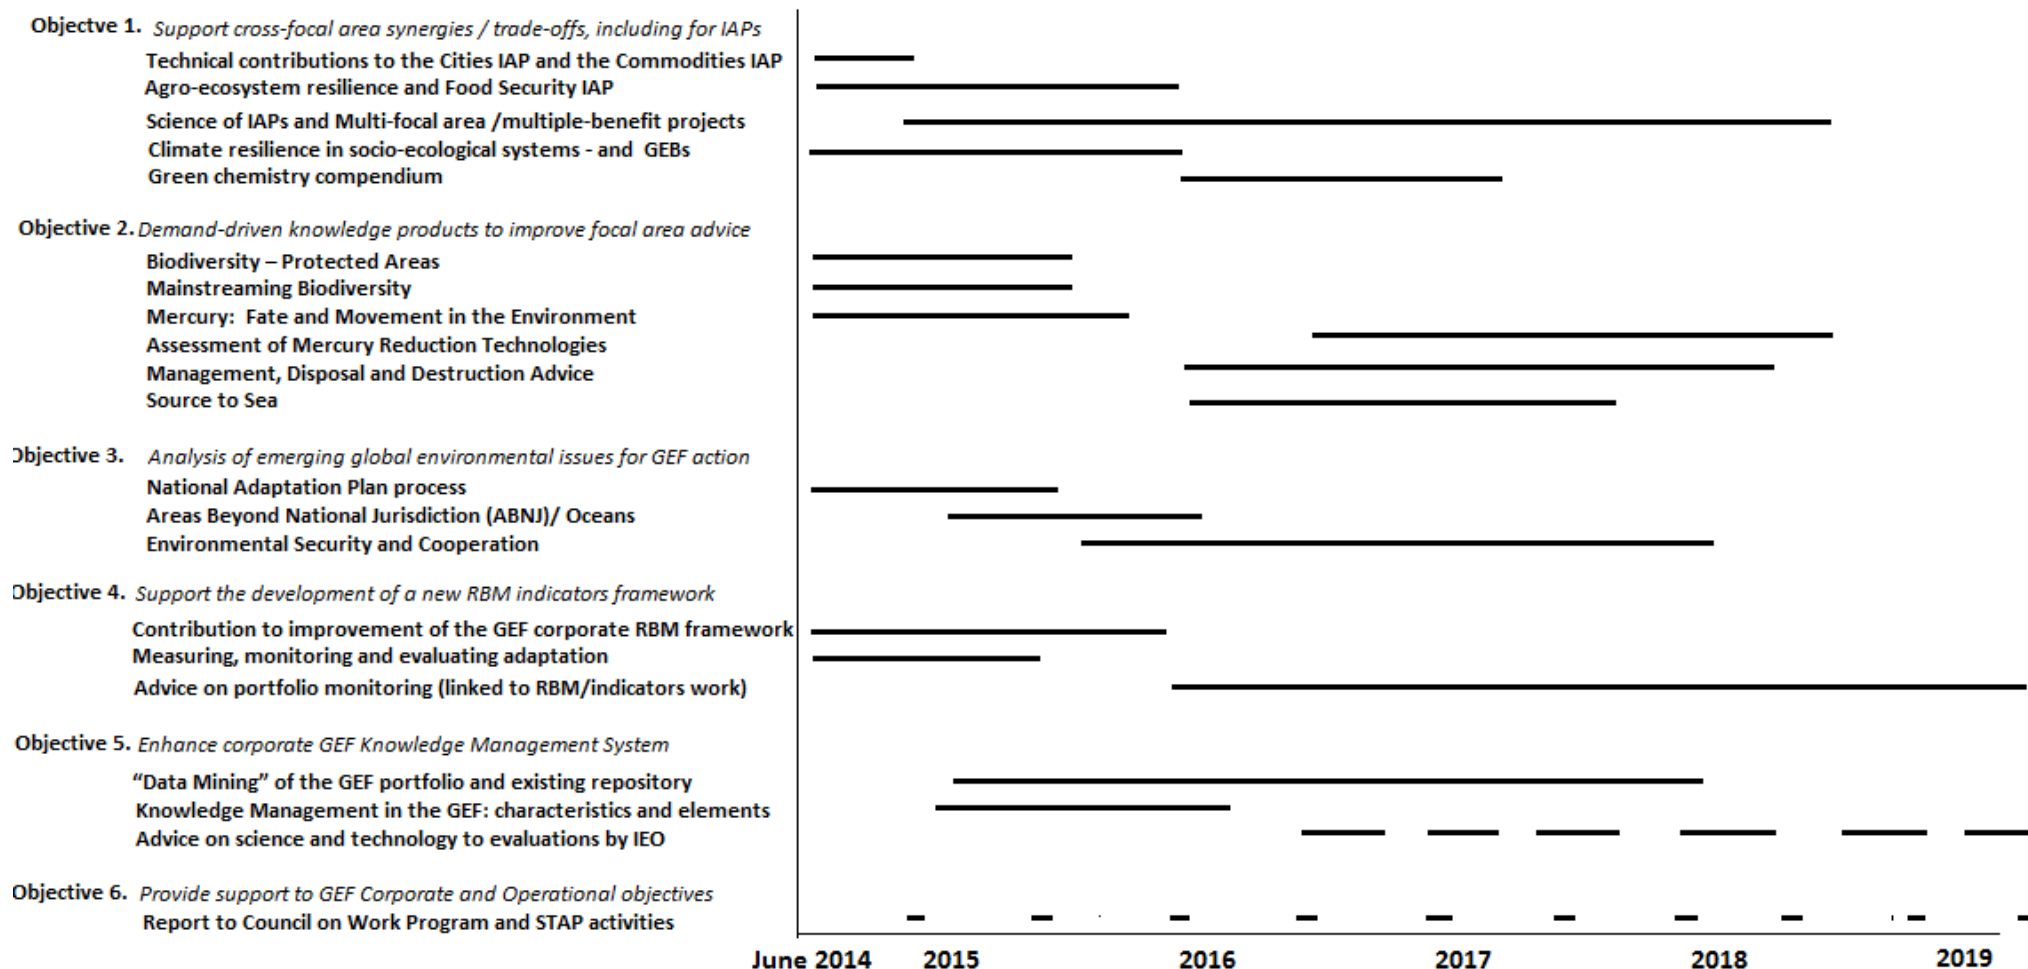 Objectve 1. Support cross-focal area synergies / trade-offs, including for IAPs
Technical contributions to the Cities IAP and the Commodities IAP
Agro-ecosystem resilience and Food Security IAP
Science of IAPs and Multi-focal area /multiple-benefit projects
Climate resilience in socio-ecological systems - and GEBs
Green chemistry compendium
Objective 2. Demand-driven knowledge products to improve focal area advice
Biodiversity – Protected Areas
Mainstreaming Biodiversity
Mercury: Fate and Movement in the Environment
Assessment of Mercury Reduction Technologies
Management, Disposal and Destruction Advice
Source to Sea
Objective 3. Analysis of emerging global environmental issues for GEF action
National Adaptation Plan process
Areas Beyond National Jurisdiction (ABNJ)/ Oceans
Environmental Security and Cooperation
Objective 4. Support the development of a new RBM indicators framework
Contribution to improvement of the GEF corporate RBM framework
Measuring, monitoring and evaluating adaptation
Advice on portfolio monitoring (linked to RBM/indicators work)
Objective 5. Enhance corporate GEF Knowledge Management System
“Data Mining” of the GEF portfolio and existing repository
Knowledge Management in the GEF: characteristics and elements
Advice on science and technology to evaluations by IEO
Objective 6. Provide support to GEF Corporate and Operational objectives
Report to Council on Work Program and STAP activities
June 2014 2015 2016 2017 2018 2019